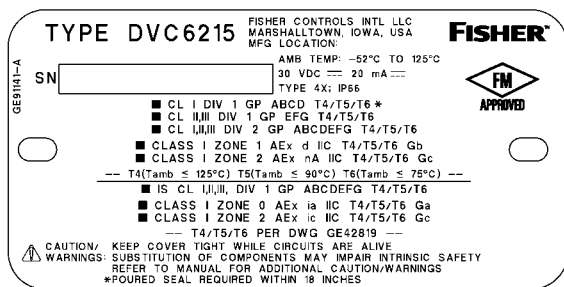 TYPE DVC6215
FISHER CONTROLS INTL LLC
MARSHALLTOWN, IOWA, USA
MFG LOCATION:
FISHER™
AMB TEMP: -52°C TO 125°C
30 VDC ⎓ 20 mA ⎓
TYPE 4X; IP66
GE91141-A
SN
FM
APPROVED
■ CL I DIV 1 GP ABCD T4/T5/T6 *
■ CL II,III DIV 1 GP EFG T4/T5/T6
■ CL I,II,III DIV 2 GP ABCDEFG T4/T5/T6
■ CLASS I ZONE 1 AEx d IIC T4/T5/T6 Gb
■ CLASS I ZONE 2 AEx nA IIC T4/T5/T6 Gc
-- T4(Tamb ≤ 125°C) T5(Tamb ≤ 90°C) T6(Tamb ≤ 75°C) --
■ IS CL I,II,III, DIV 1 GP ABCDEFG T4/T5/T6
■ CLASS I ZONE 0 AEx ia IIC T4/T5/T6 Ga
■ CLASS I ZONE 2 AEx ic IIC T4/T5/T6 Gc
-- T4/T5/T6 PER DWG GE42819 --
CAUTION/ KEEP COVER TIGHT WHILE CIRCUITS ARE ALIVE
WARNINGS: SUBSTITUTION OF COMPONENTS MAY IMPAIR INTRINSIC SAFETY
REFER TO MANUAL FOR ADDITIONAL CAUTION/WARNINGS
*POURED SEAL REQUIRED WITHIN 18 INCHES